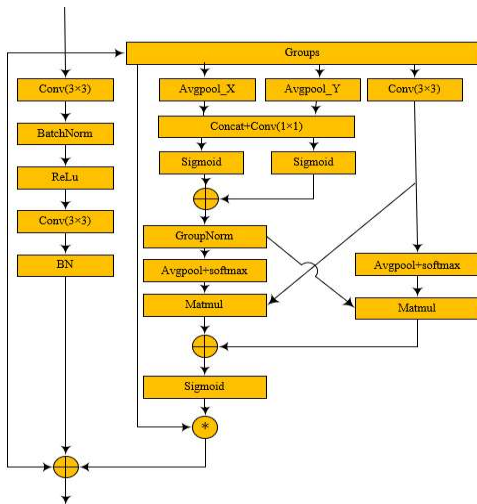 Groups
Conv(3×3)
Avgpool_X
Avgpool_Y
Conv(3×3)
BatchNorm
Concat+Conv(1×1)
Sigmoid
Sigmoid
ReLu
Conv(3×3)
GroupNorm
BN
Avgpool+softmax
Avgpool+softmax
Matmul
Matmul
Sigmoid
*